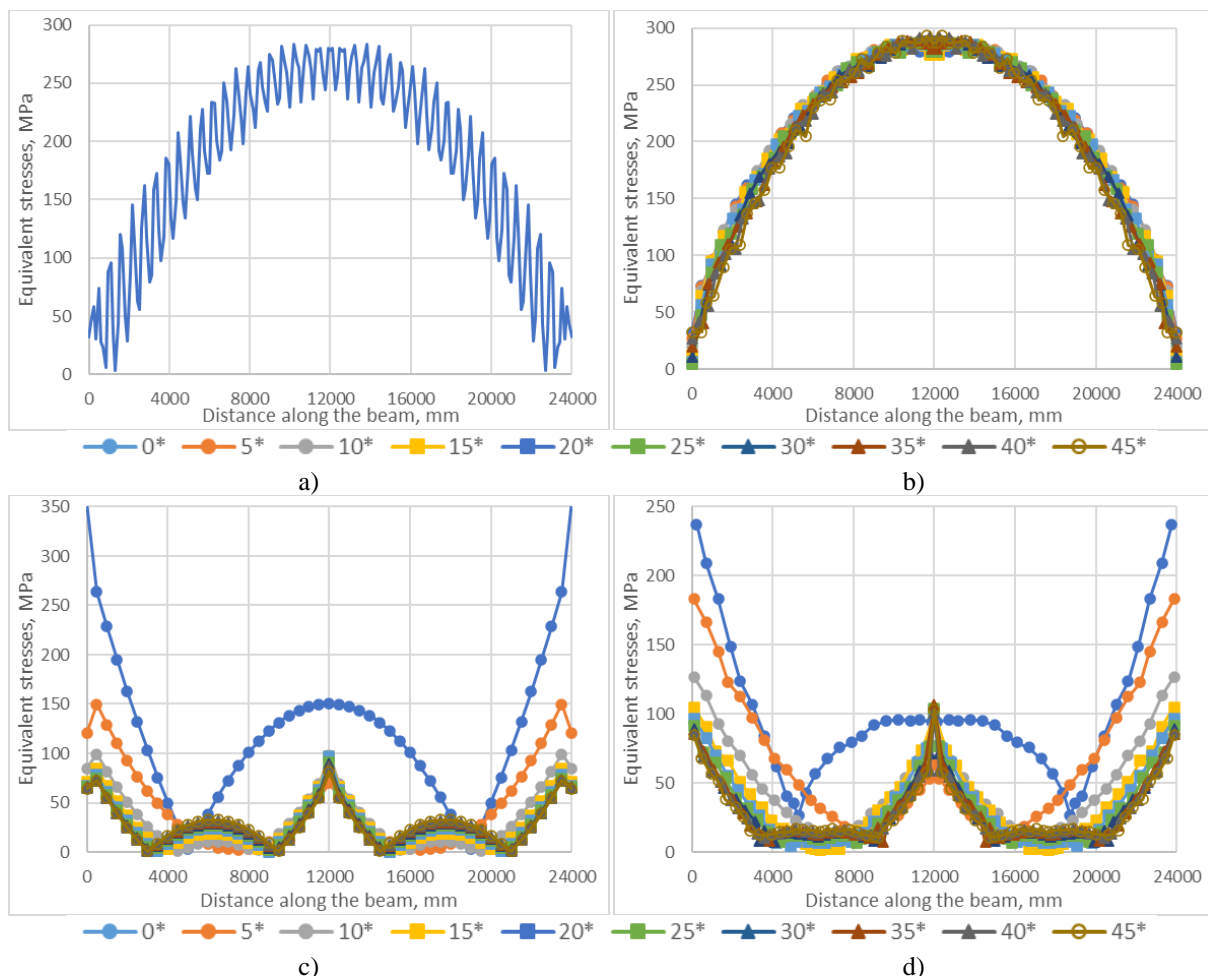 300
250
200
150
100
50
0
Equivalent stresses, MPa
0 4000 8000 12000 16000 20000 24000
Distance along the beam, mm
300
250
200
150
100
50
0
Equivalent stresses, MPa
0 4000 8000 12000 16000 20000 24000
Distance along the beam, mm
0* 5* 10* 15* 20* 25* 30* 35* 40* 45*
a)
b)
350
300
250
200
150
100
50
0
Equivalent stresses, MPa
0 4000 8000 12000 16000 20000 24000
Distance along the beam, mm
250
200
150
100
50
0
Equivalent stresses, MPa
0 4000 8000 12000 16000 20000 24000
Distance along the beam, mm
0* 5* 10* 15* 20* 25* 30* 35* 40* 45*
c)
d)